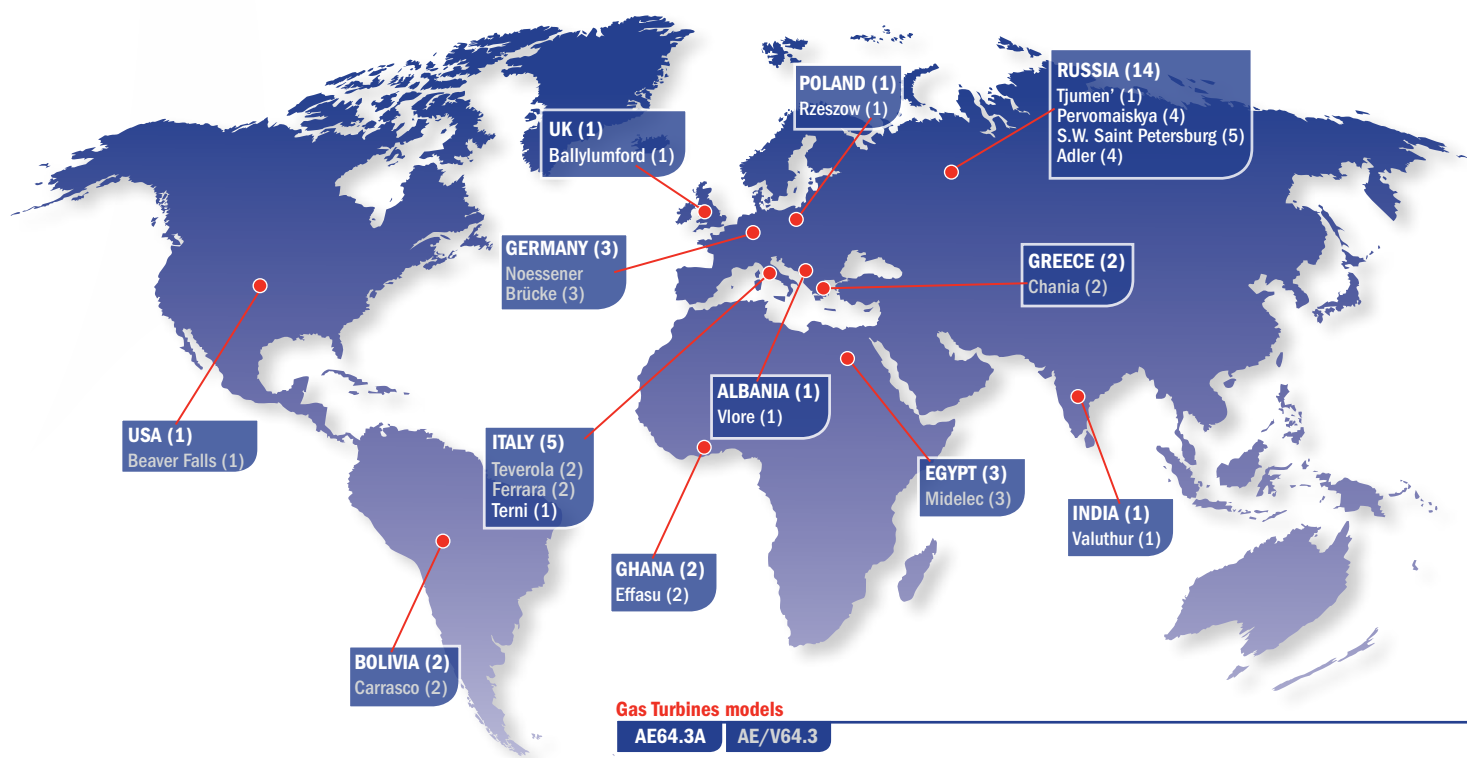 POLAND (1)
Rzeszow (1)
RUSSIA (14)
Tjumen’ (1)
Pervomaiskya (4)
S.W. Saint Petersburg (5)
Adler (4)
UK (1)
Ballylumford (1)
GERMANY (3)
Noessener
Brücke (3)
GREECE (2)
Chania (2)
ALBANIA (1)
Vlore (1)
USA (1)
Beaver Falls (1)
ITALY (5)
Teverola (2)
Ferrara (2)
Terni (1)
EGYPT (3)
Midelec (3)
INDIA (1)
Valuthur (1)
GHANA (2)
Effasu (2)
BOLIVIA (2)
Carrasco (2)
Gas Turbines models
AE64.3A AE/V64.3